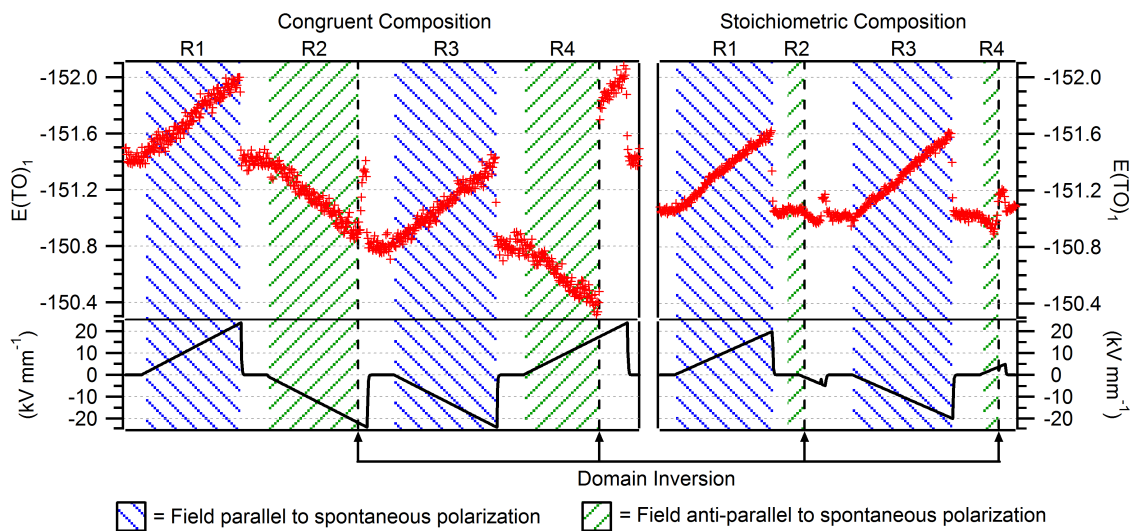 Congruent Composition Stoichiometric Composition
R1 R2 R3 R4 R1 R2 R3 R4
-152.0 -152.0
-151.6 -151.6
-151.2 -151.2
-150.8 -150.8
-150.4 -150.4
E(TO)1 E(TO)1
20 20
10 10
0 0
-10 -10
-20 -20
(kV mm-1) (kV mm-1)
Domain Inversion
= Field parallel to spontaneous polarization = Field anti-parallel to spontaneous polarization